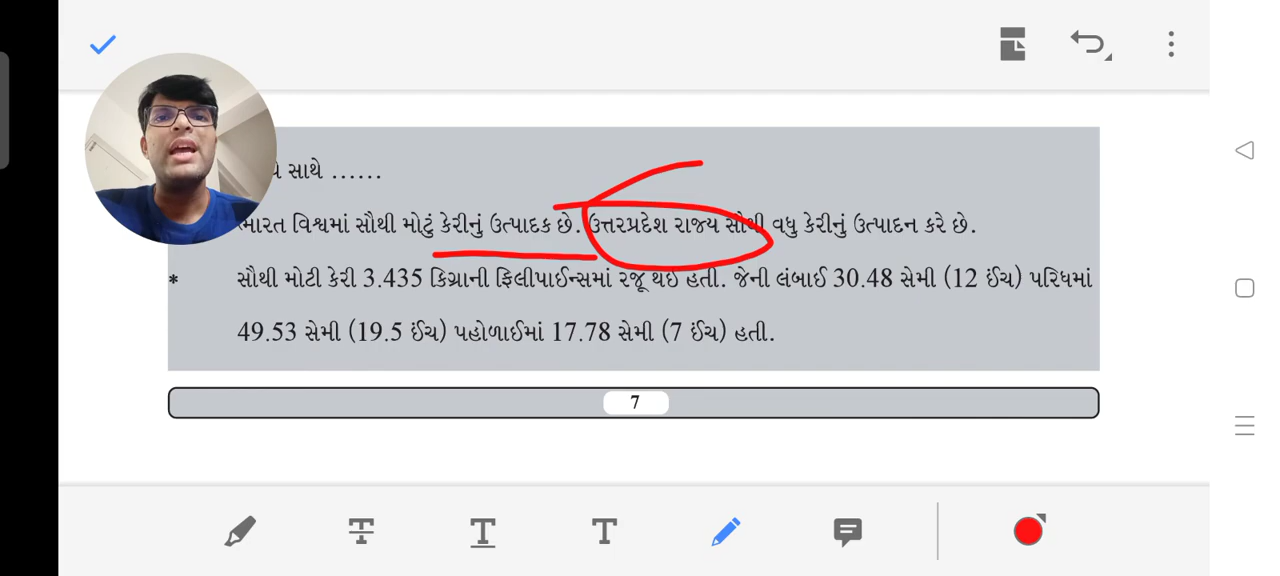 સાથે ......
ભારત વિશ્વમાં સૌથી મોટું કેરીનું ઉત્પાદક છે. ઉત્તરપ્રદેશ રાજ્ય સૌથી વધુ કેરીનું ઉત્પાદન કરે છે.
* સૌથી મોટી કેરી 3.435 કિગ્રાની ફિલીપાઈન્સમાં રજૂ થઈ હતી. જેની લંબાઈ 30.48 સેમી (12 ઈંચ) પરિધમાં
49.53 સેમી (19.5 ઈંચ) પહોળાઈમાં 17.78 સેમી (7 ઈંચ) હતી.
7